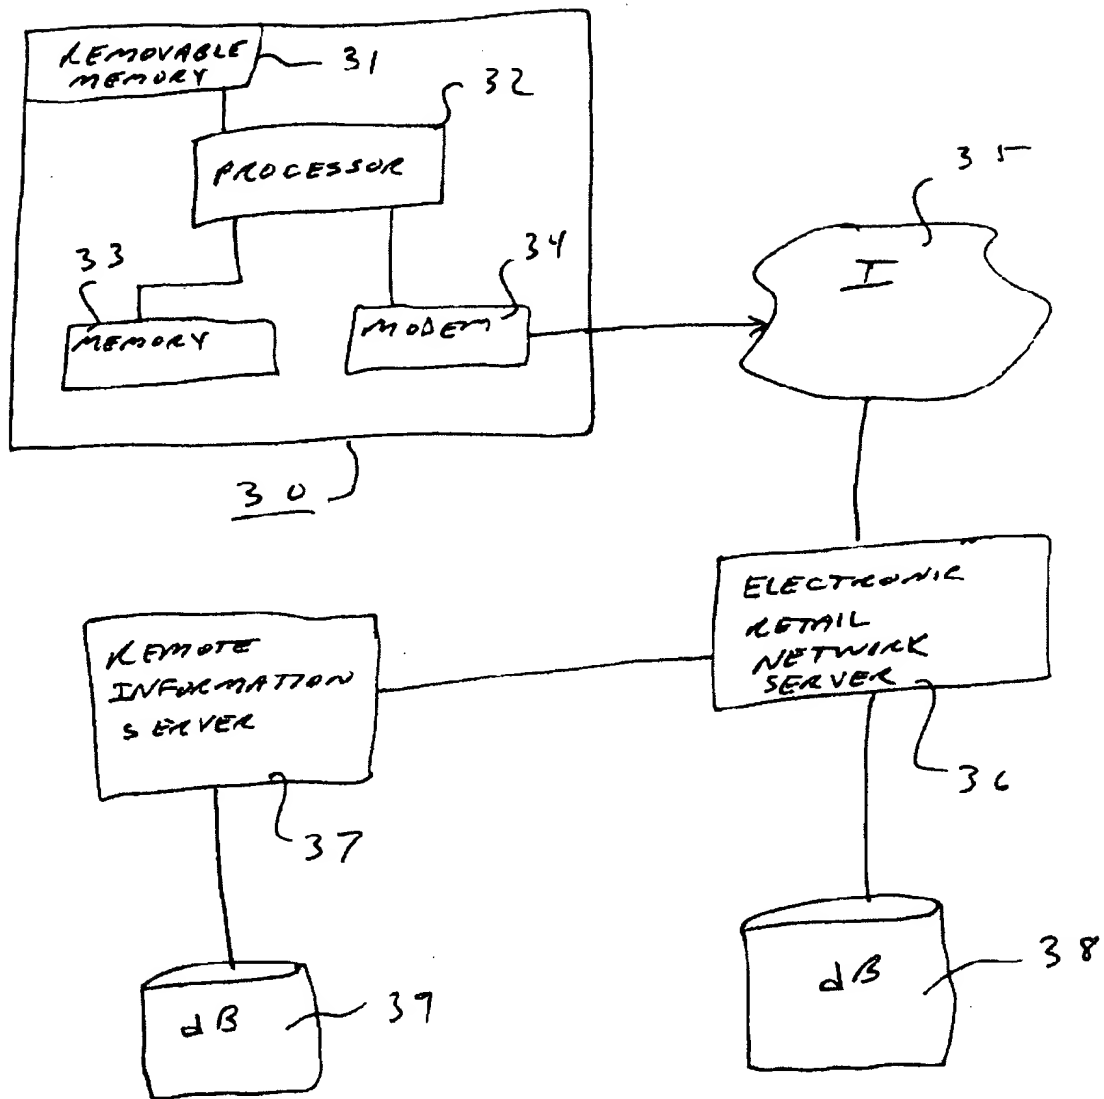 REMOVABLE
MEMORY
31
32
PROCESSOR
35
33
34
I
MEMORY
MODEM
30
ELECTRONIC
RETAIL
NETWORK
SERVER
REMOTE
INFORMATION
SERVER
36
37
38
dB
39
dB